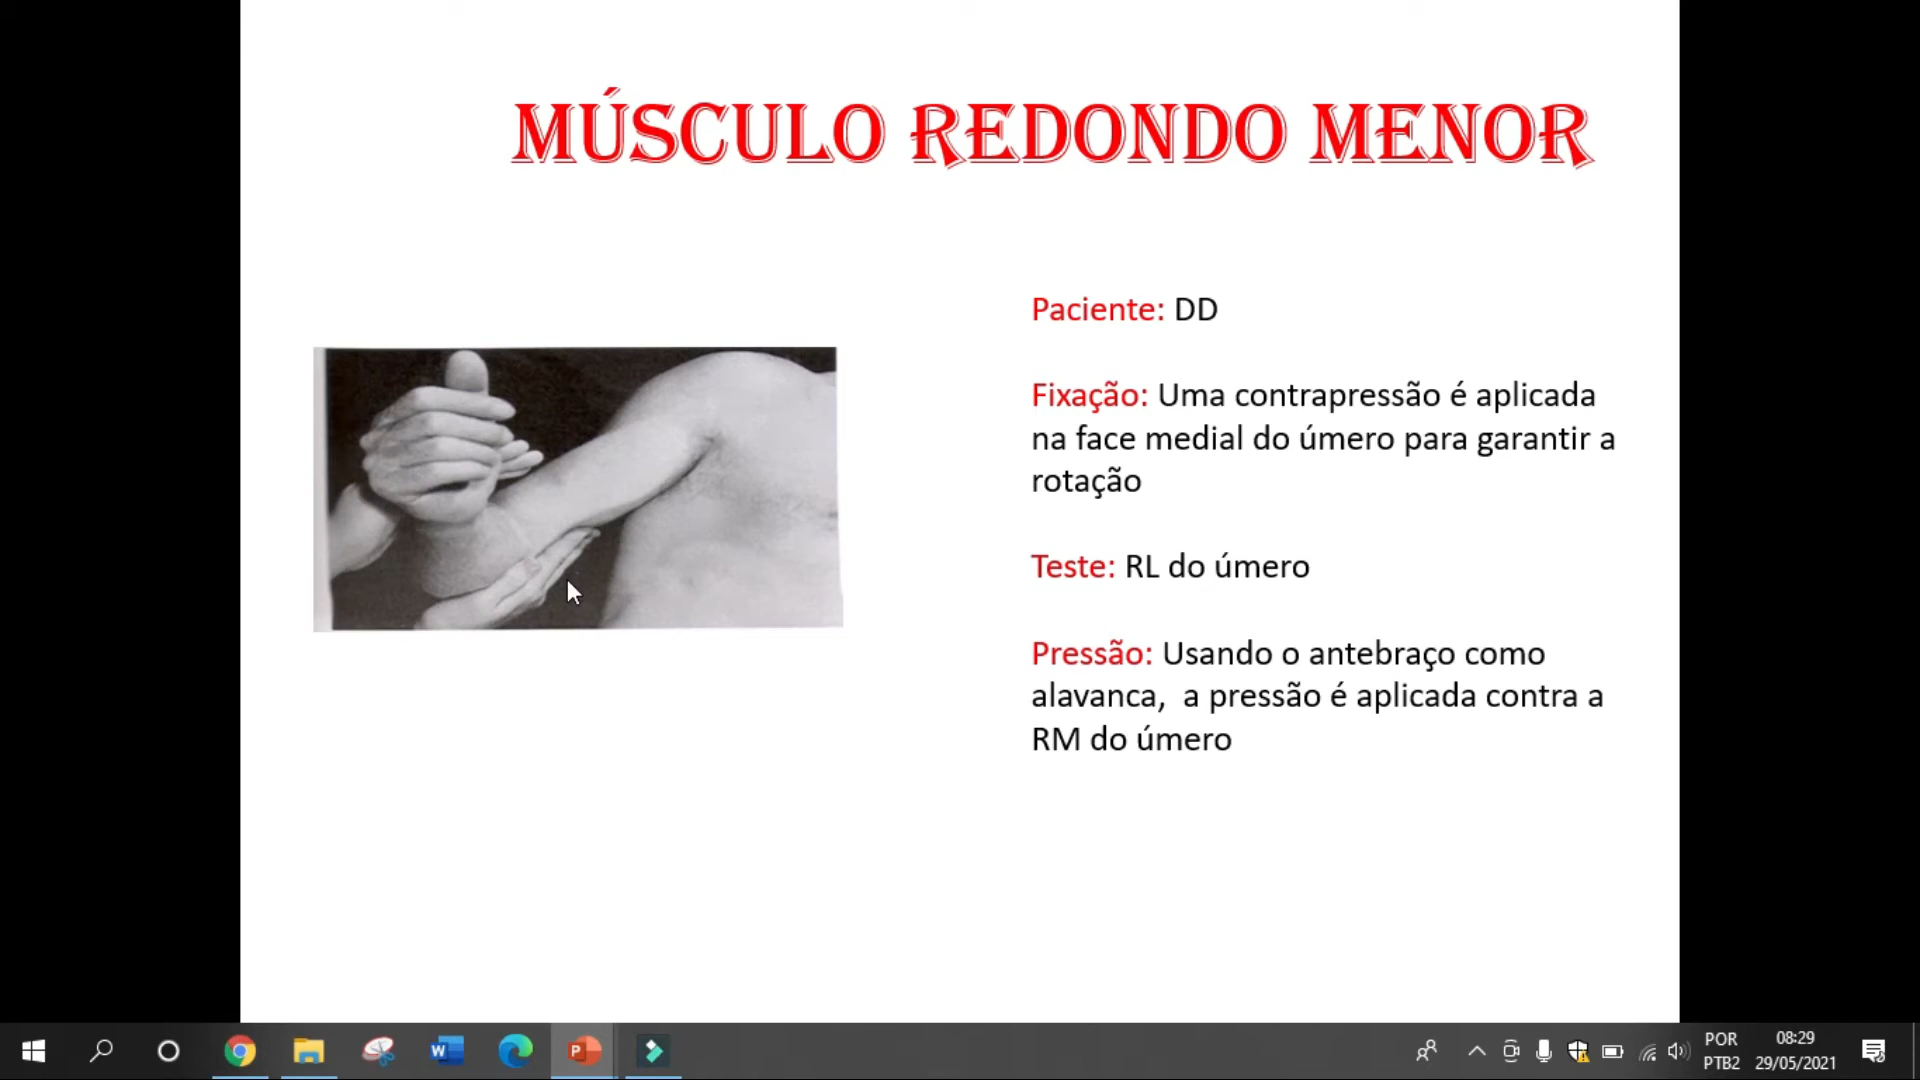 MÚSCULO REDONDO MENOR
Paciente: DD
Fixação: Uma contrapressão é aplicada
na face medial do úmero para garantir a
rotação
Teste: RL do úmero
Pressão: Usando o antebraço como
alavanca, a pressão é aplicada contra a
RM do úmero
POR
PTB2
08:29
29/05/2021